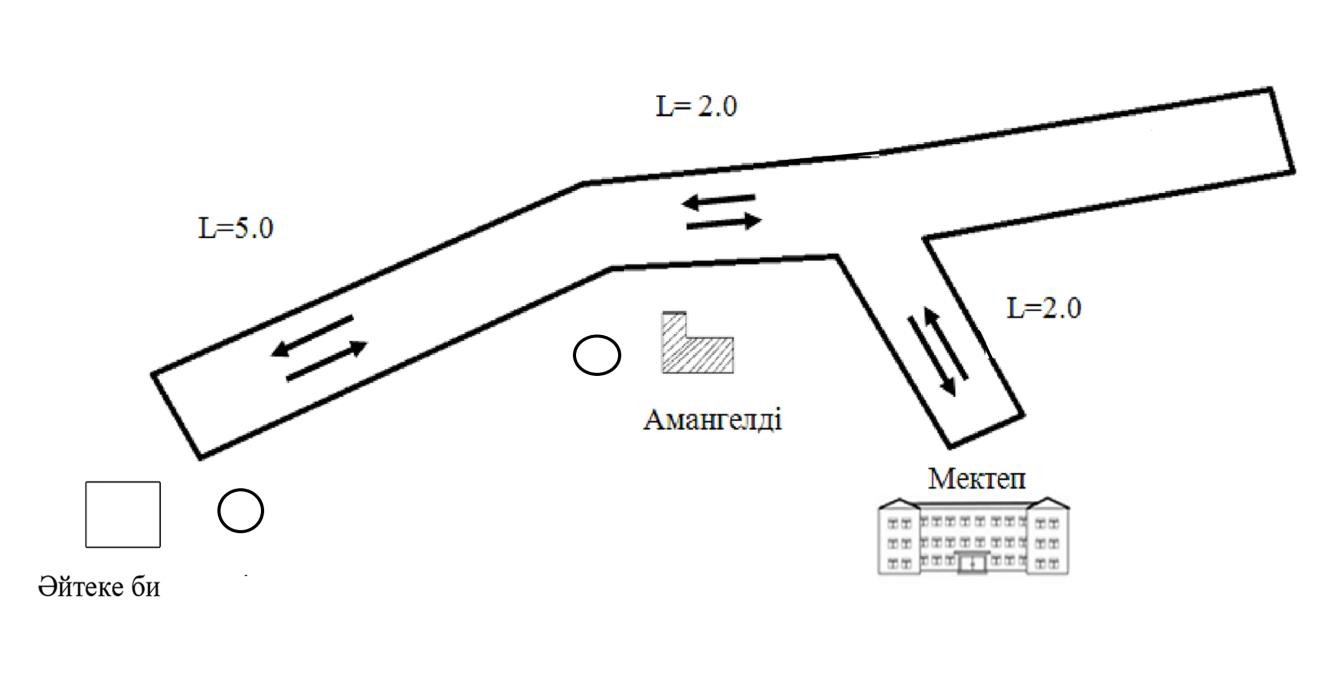 L= 2.0
L=5.0
L=2.0
Амангелді
Мектеп
Әйтеке би